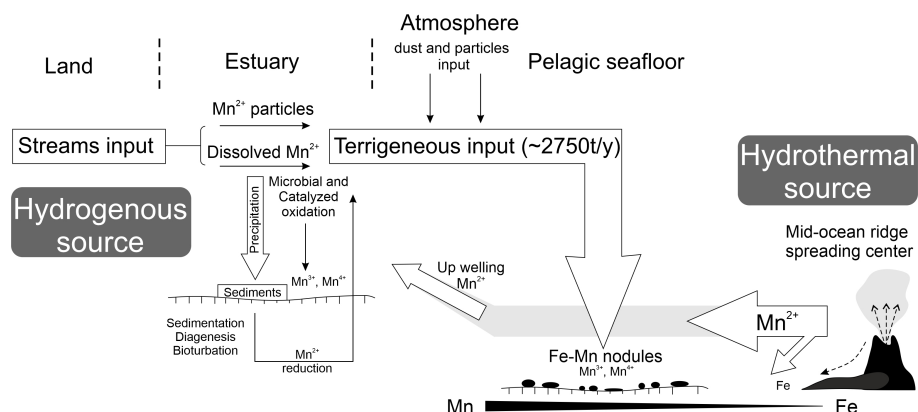 Atmosphere
dust and particles
input
Land
Estuary
Pelagic seafloor
Mn²⁺ particles
Streams input
Dissolved Mn²⁺
Terrigeneous input (~2750t/y)
Hydrogenous
source
Hydrothermal
source
Precipitation
Microbial and
Catalyzed
oxidation
Mid-ocean ridge
spreading center
Up welling
Mn²⁺
Sediments
Mn³⁺, Mn⁴⁺
Mn²⁺
Sedimentation
Diagenesis
Bioturbation
Mn²⁺
reduction
Fe-Mn nodules
Mn³⁺, Mn⁴⁺
Fe
Mn
Fe